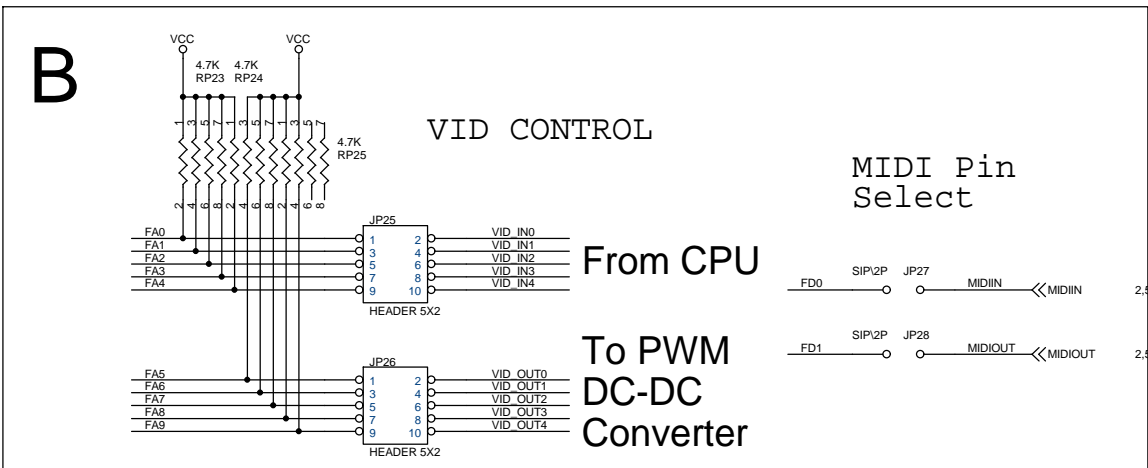 B
VCC VCC
4.7K 4.7K
RP23 RP24
1 3 5 7 1 3 5 7 1 3 5 7
4.7K
RP25
2 4 6 8 2 4 6 8 2 4 6 8
VID CONTROL
MIDI Pin
Select
JP25
FA0 1 2 VID_IN0
FA1 3 4 VID_IN1
FA2 5 6 VID_IN2
FA3 7 8 VID_IN3
FA4 9 10 VID_IN4
HEADER 5X2
From CPU
SIP\2P JP27
FD0 MIDIIN MIDIIN 2,5
SIP\2P JP28
FD1 MIDIOUT MIDIOUT 2,5
JP26
FA5 1 2 VID_OUT0
FA6 3 4 VID_OUT1
FA7 5 6 VID_OUT2
FA8 7 8 VID_OUT3
FA9 9 10 VID_OUT4
HEADER 5X2
To PWM
DC-DC
Converter